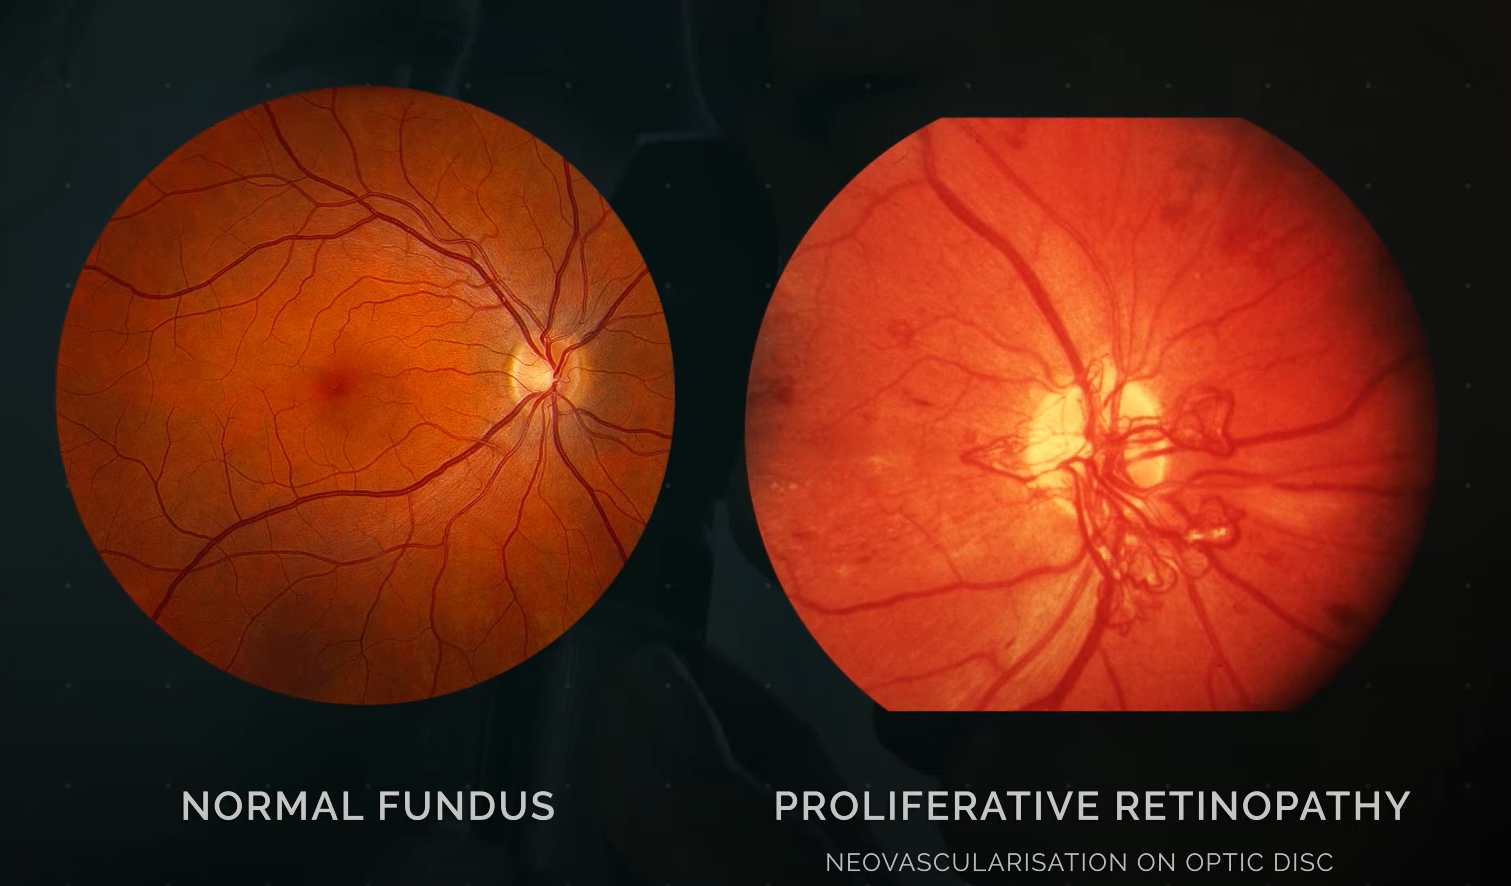 NORMAL FUNDUS
PROLIFERATIVE RETINOPATHY
NEOVASCULARISATION ON OPTIC DISC